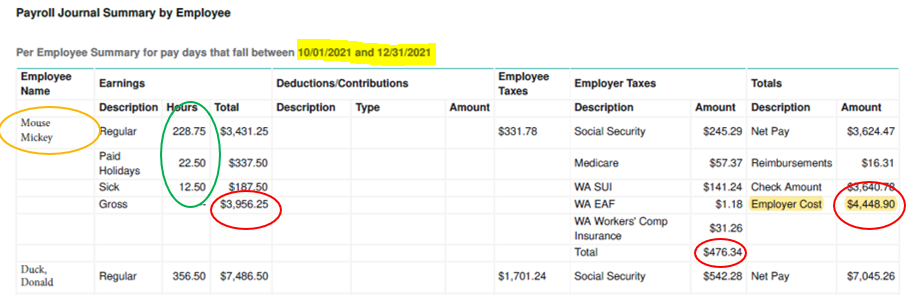 Payroll Journal Summary by Employee
Per Employee Summary for pay days that fall between 10/01/2021 and 12/31/2021
Employee Name Earnings Deductions/Contributions Employee Taxes Employer Taxes Totals
Description Hours Total Description Type Amount Description Amount Description Amount
Mouse Mickey Regular 228.75 $3,431.25 $331.78 Social Security $245.29 Net Pay $3,624.47
Paid Holidays 22.50 $337.50 Medicare $57.37 Reimbursements $16.31
Sick 12.50 $187.50 WA SUI $141.24 Check Amount $3,640.78
Gross -- $3,956.25 WA EAF $1.18 Employer Cost $4,448.90
WA Workers' Comp Insurance $31.26
Total $476.34
Duck, Donald Regular 356.50 $7,486.50 $1,701.24 Social Security $542.28 Net Pay $7,045.26